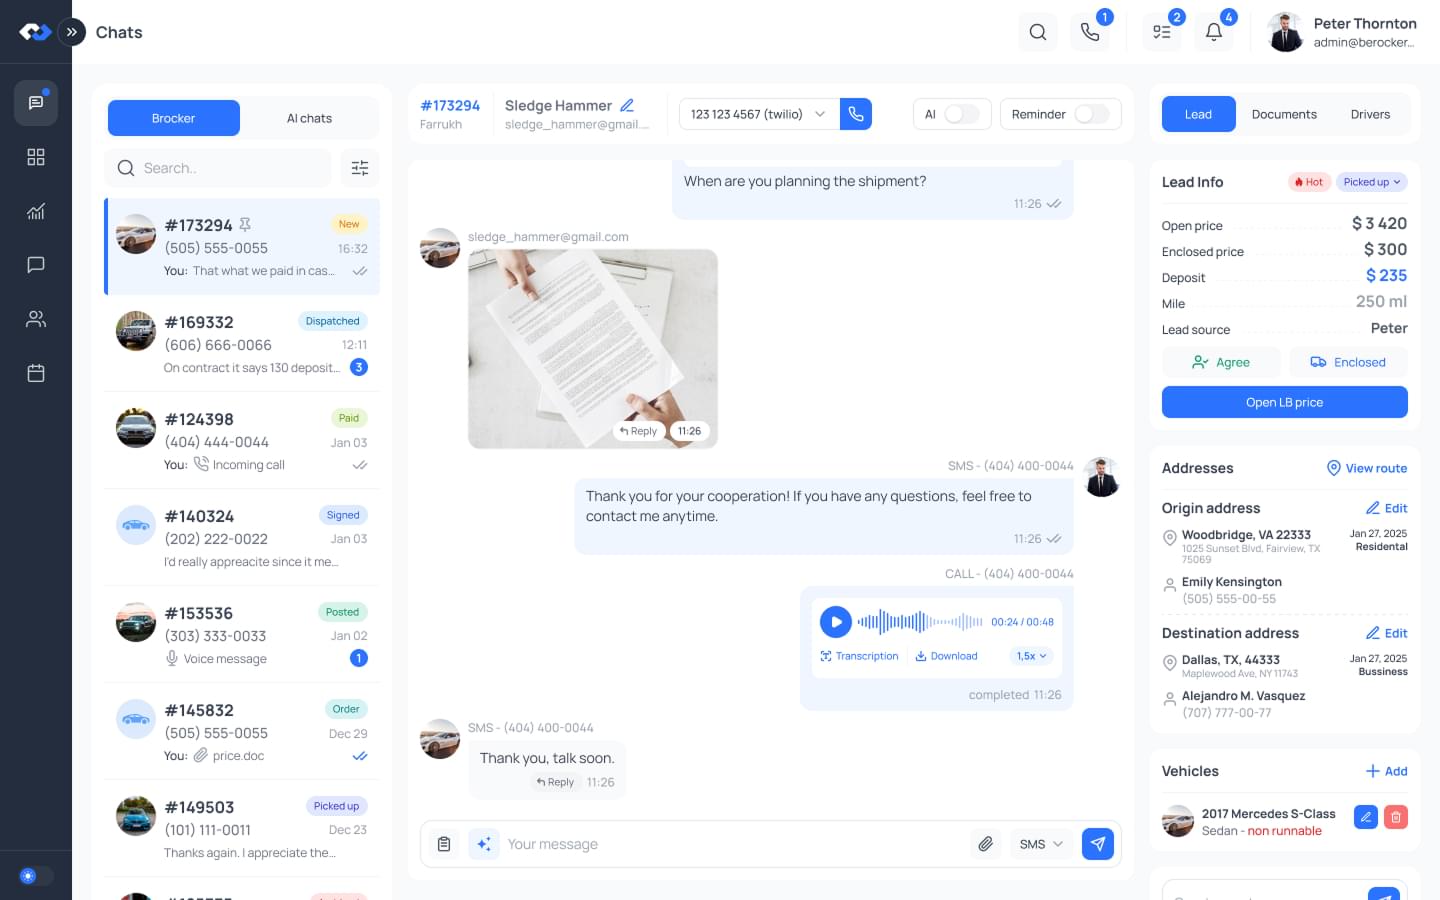 Chats
1
2
4
Peter Thornton
admin@berocker...
Brocker
AI chats
Search..
#173294
New
(505) 555-0055
16:32
You: That what we paid in cas...
#169332
Dispatched
(606) 666-0066
12:11
On contract it says 130 deposit...
3
#124398
Paid
(404) 444-0044
Jan 03
You: Incoming call
#140324
Signed
(202) 222-0022
Jan 03
I'd really appreacite since it me...
#153536
Posted
(303) 333-0033
Jan 02
Voice message
1
#145832
Order
(505) 555-0055
Dec 29
You: price.doc
#149503
Picked up
(101) 111-0011
Dec 23
Thanks again. I appreciate the...
#173294
Farrukh
Sledge Hammer
sledge_hammer@gmail....
123 123 4567 (twilio)
AI
Reminder
When are you planning the shipment?
11:26
sledge_hammer@gmail.com
Reply
11:26
SMS - (404) 400-0044
Thank you for your cooperation! If you have any questions, feel free to
contact me anytime.
11:26
CALL - (404) 400-0044
00:24 / 00:48
Transcription
Download
1,5x
completed 11:26
SMS - (404) 400-0044
Thank you, talk soon.
Reply
11:26
Your message
SMS
Lead
Documents
Drivers
Lead Info
Hot
Picked up
Open price
$ 3 420
Enclosed price
$ 300
Deposit
$ 235
Mile
250 ml
Lead source
Peter
Agree
Enclosed
Open LB price
Addresses
View route
Origin address
Edit
Woodbridge, VA 22333
Jan 27, 2025
1025 Sunset Blvd, Fairview, TX
75069
Residental
Emily Kensington
(505) 555-00-55
Destination address
Edit
Dallas, TX, 44333
Jan 27, 2025
Maplewood Ave, NY 11743
Bussiness
Alejandro M. Vasquez
(707) 777-00-77
Vehicles
Add
2017 Mercedes S-Class
Sedan - non runnable